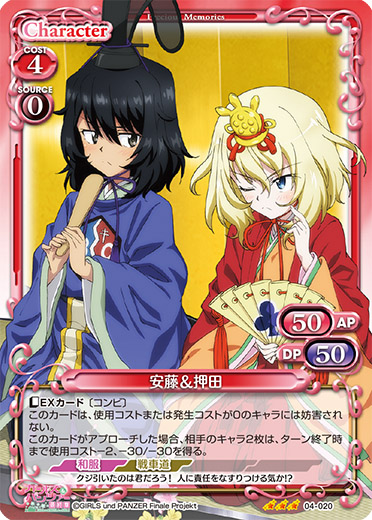 Precious Memories
Character
COST
4
SOURCE
0
50 AP
DP 50
安藤&押田
EXカード〔コンビ〕
このカードは、使用コストまたは発生コストが0のキャラには妨害されない。
このカードがアプローチした場合、相手のキャラ2枚は、ターン終了時まで使用コスト-2、-30/-30を得る。
和服 戦車道
クジ引いたのは君だろう! 人に責任をなすりつける気か!?
©GIRLS und PANZER Finale Project
04-020